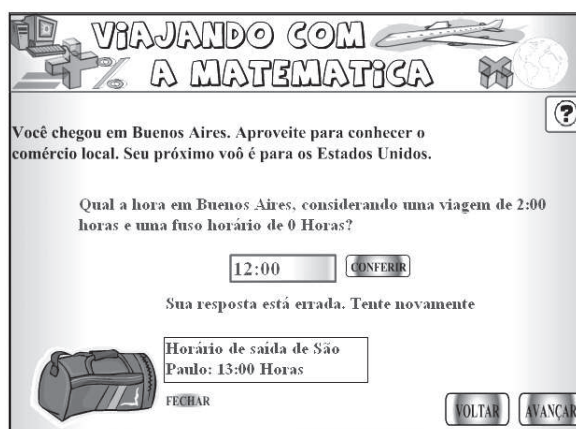 VIAJANDO COM
A MATEMATICA
?
Você chegou em Buenos Aires. Aproveite para conhecer o
comércio local. Seu próximo voô é para os Estados Unidos.
Qual a hora em Buenos Aires, considerando uma viagem de 2:00
horas e uma fuso horário de 0 Horas?
12:00 CONFERIR
Sua resposta está errada. Tente novamente
Horário de saída de São
Paulo: 13:00 Horas
FECHAR
VOLTAR AVANÇAR